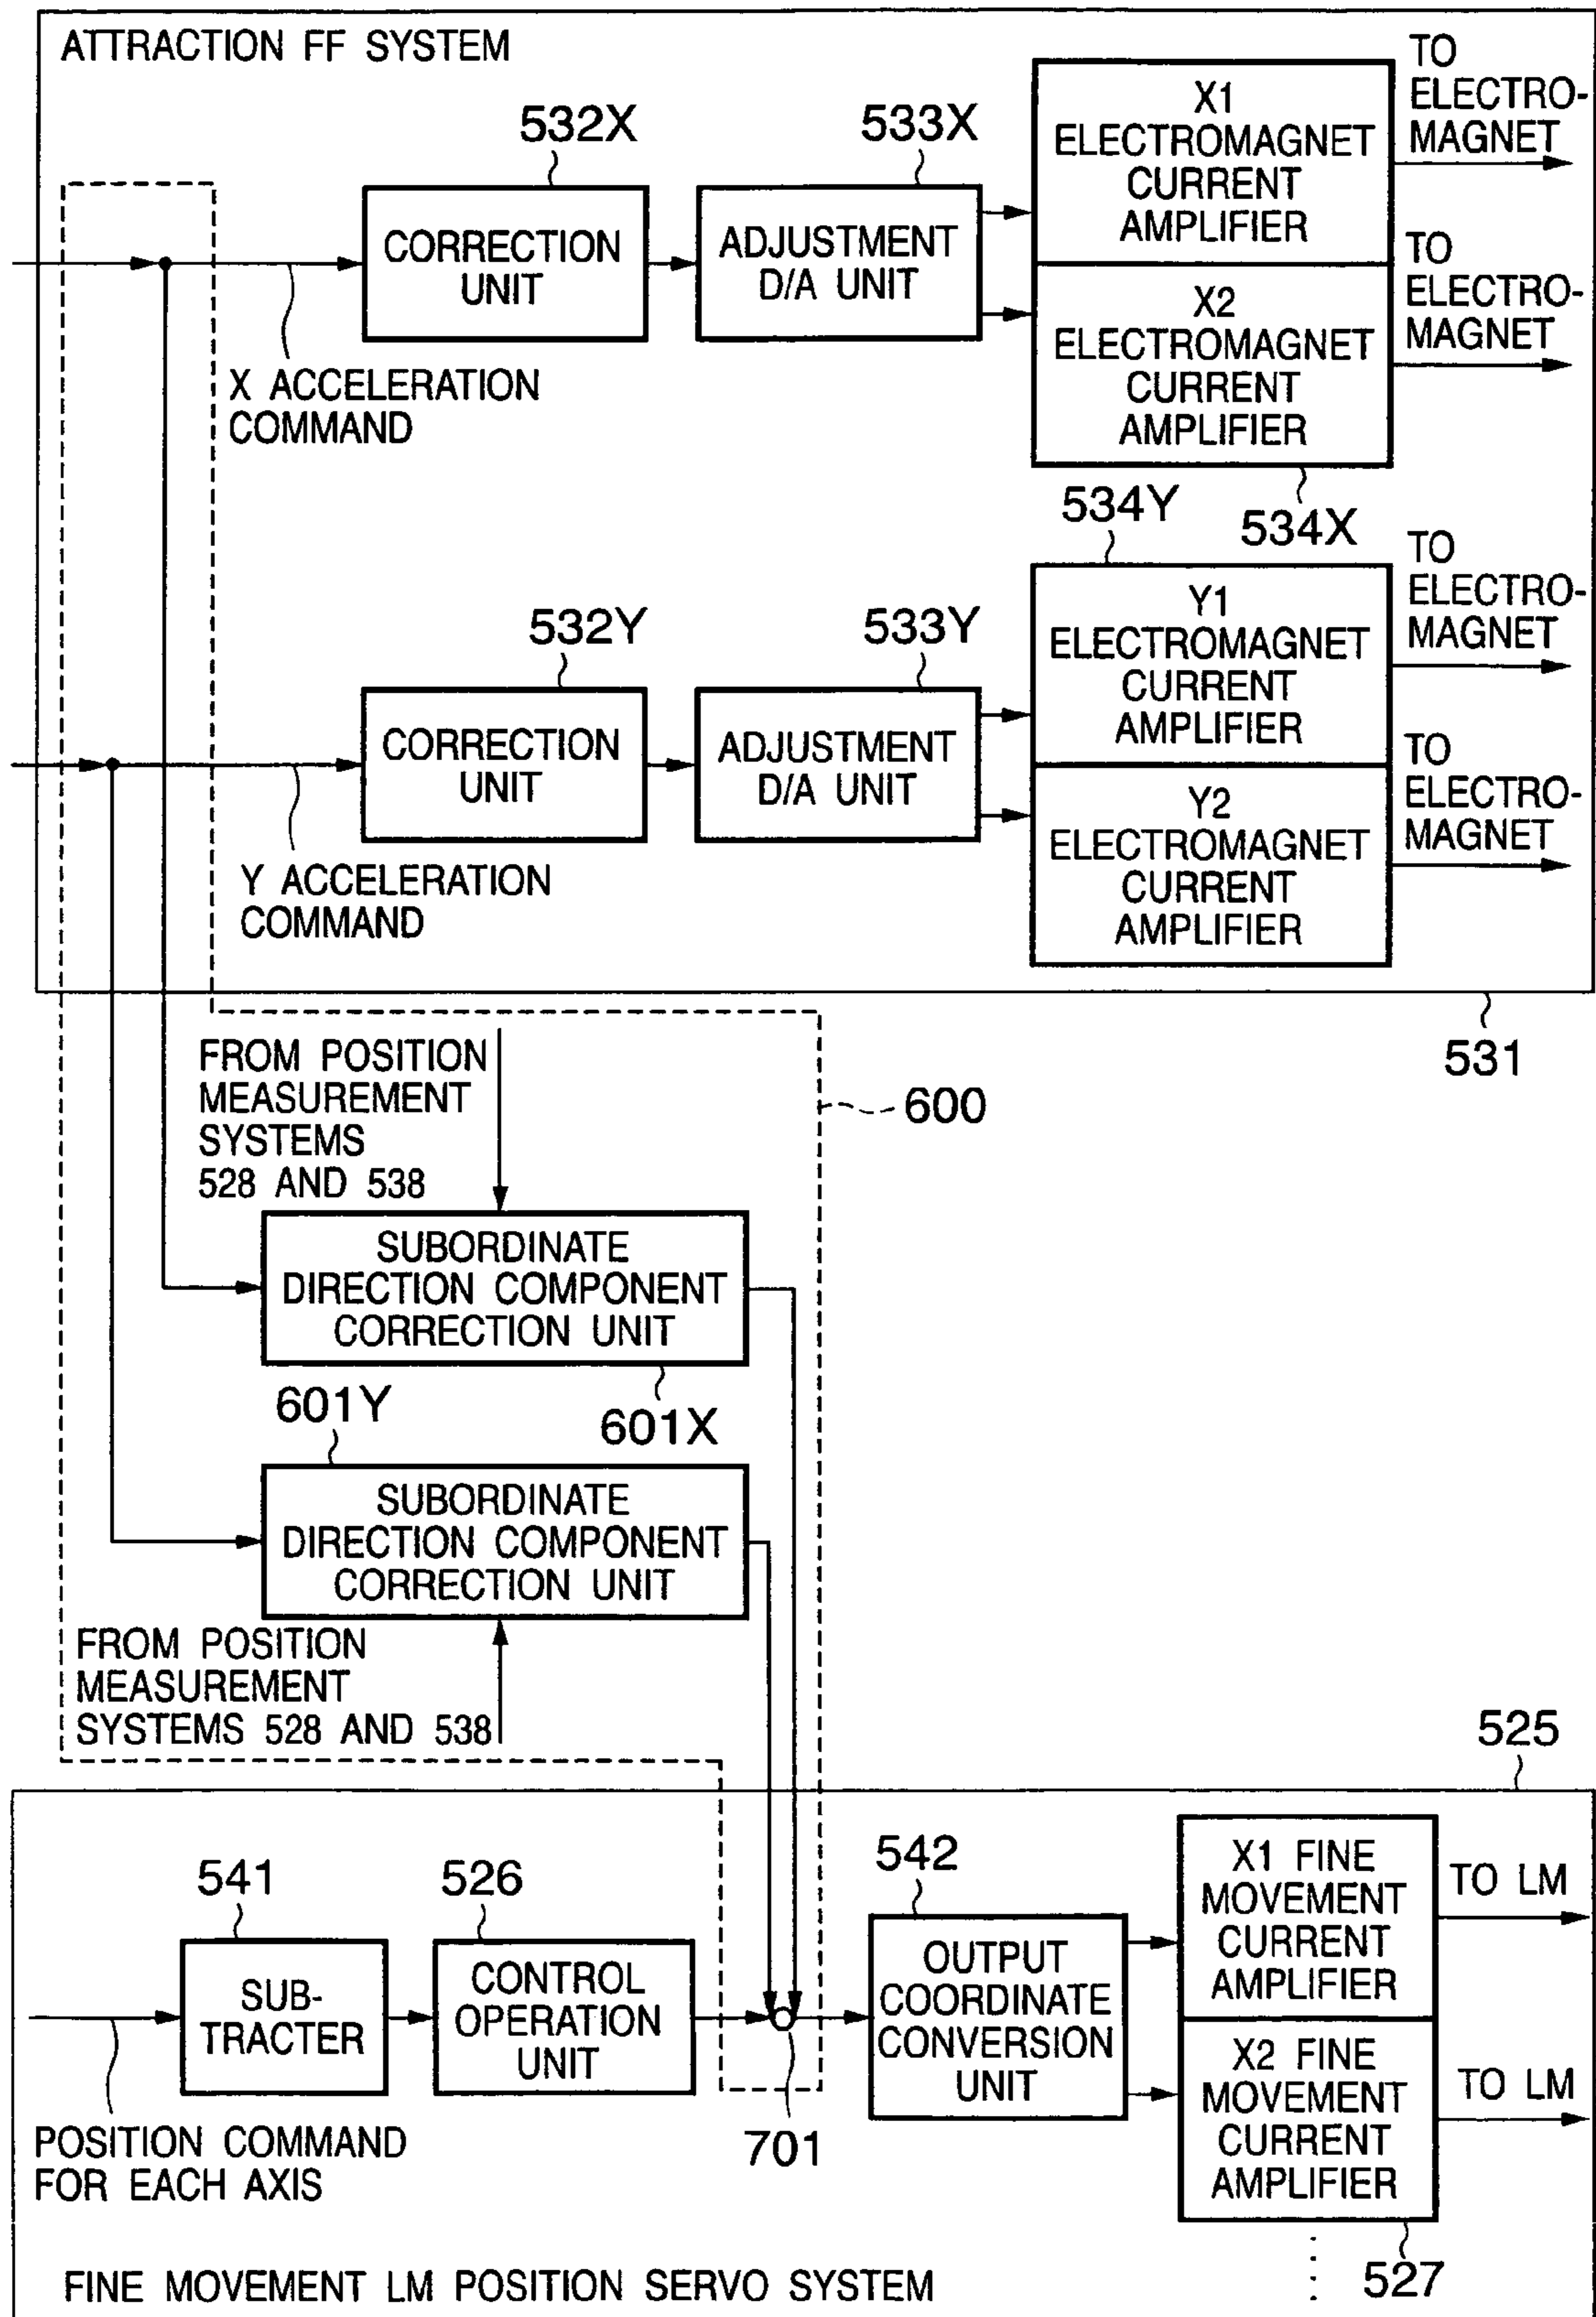 ATTRACTION FF SYSTEM
532X
533X
X1
ELECTROMAGNET
CURRENT
AMPLIFIER
TO
ELECTRO-
MAGNET
CORRECTION
UNIT
ADJUSTMENT
D/A UNIT
X2
ELECTROMAGNET
CURRENT
AMPLIFIER
TO
ELECTRO-
MAGNET
X ACCELERATION
COMMAND
534X
534Y
532Y
533Y
Y1
ELECTROMAGNET
CURRENT
AMPLIFIER
TO
ELECTRO-
MAGNET
CORRECTION
UNIT
ADJUSTMENT
D/A UNIT
Y2
ELECTROMAGNET
CURRENT
AMPLIFIER
TO
ELECTRO-
MAGNET
Y ACCELERATION
COMMAND
531
FROM POSITION
MEASUREMENT
SYSTEMS
528 AND 538
600
SUBORDINATE
DIRECTION COMPONENT
CORRECTION UNIT
601X
601Y
SUBORDINATE
DIRECTION COMPONENT
CORRECTION UNIT
FROM POSITION
MEASUREMENT
SYSTEMS 528 AND 538
525
541
526
542
SUB-
TRACTER
CONTROL
OPERATION
UNIT
OUTPUT
COORDINATE
CONVERSION
UNIT
X1 FINE
MOVEMENT
CURRENT
AMPLIFIER
TO LM
X2 FINE
MOVEMENT
CURRENT
AMPLIFIER
TO LM
POSITION COMMAND
FOR EACH AXIS
701
527
FINE MOVEMENT LM POSITION SERVO SYSTEM